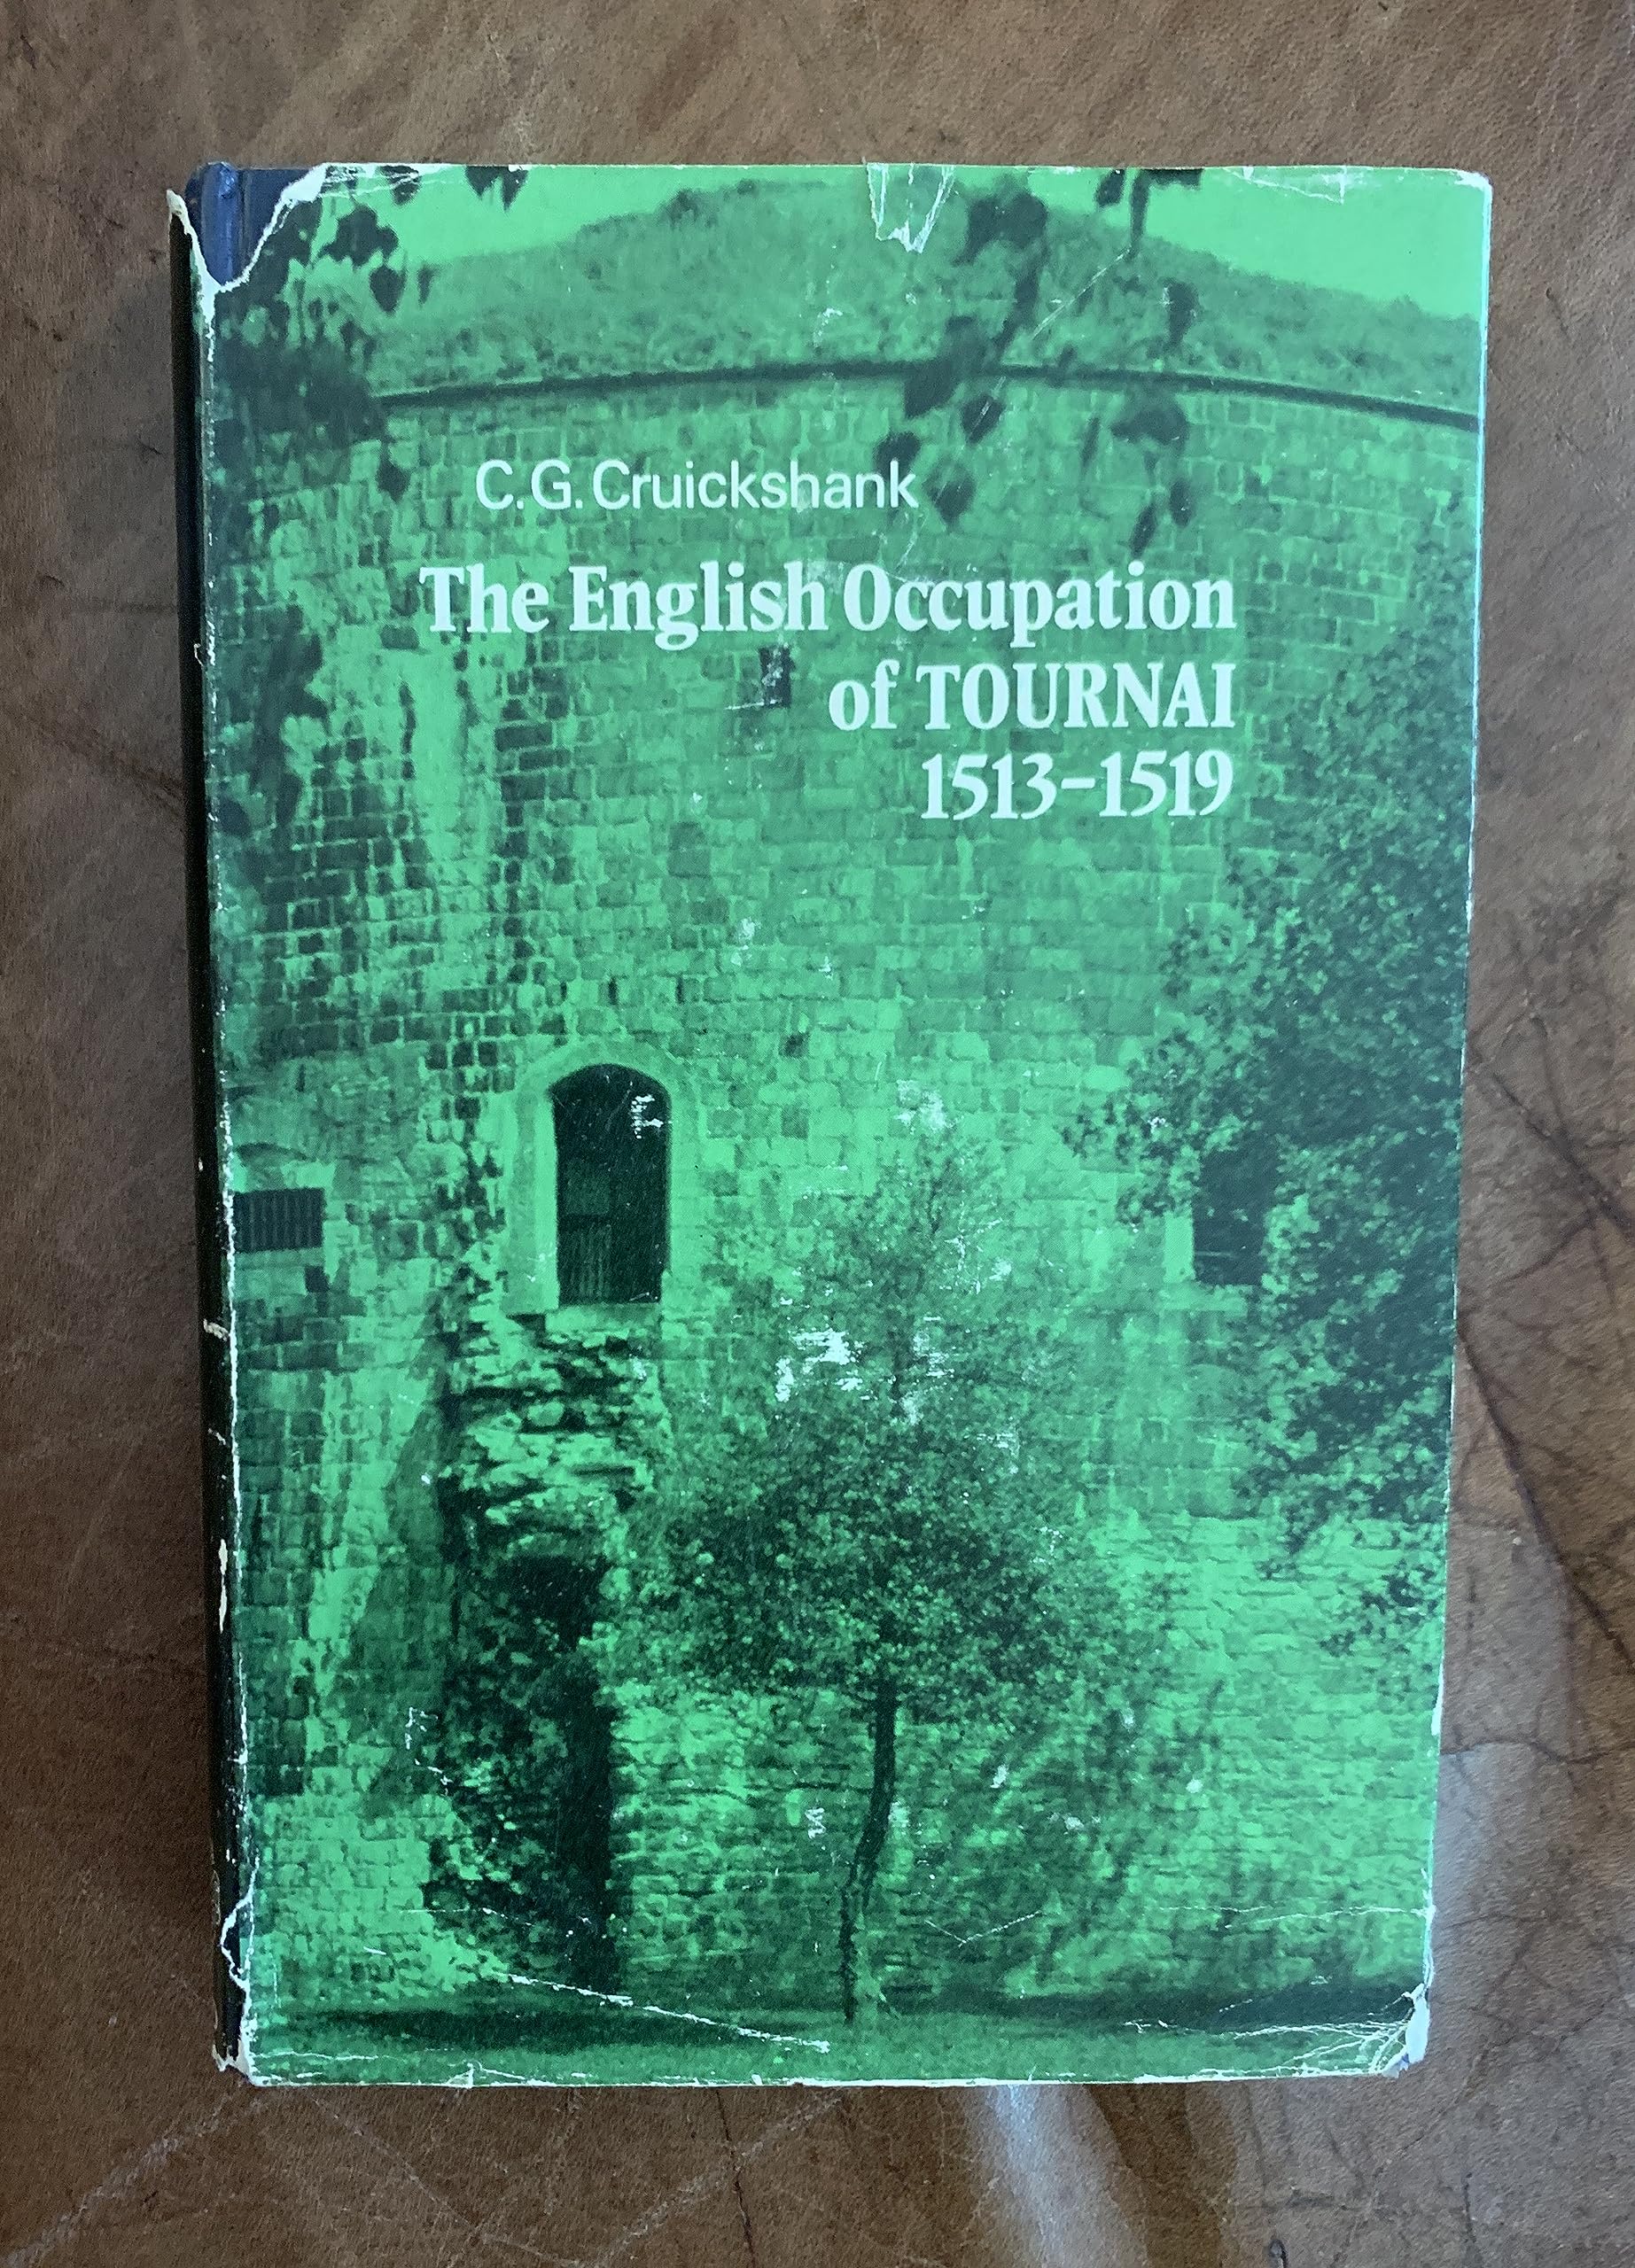 C.G. Cruickshank
The English Occupation
of TOURNAI
1513–1519